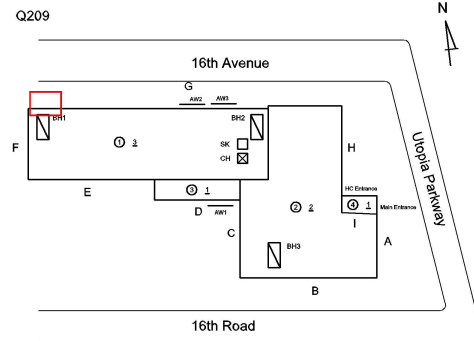 Q209
N
16th Avenue
G
AW2 AW3
BH1
BH2
F
1 3
SK
CH
H
Utopia Parkway
E
3 1
HC Entrance
4 1
Main Entrance
D
AW1
2 2
I
C
A
BH3
B
16th Road